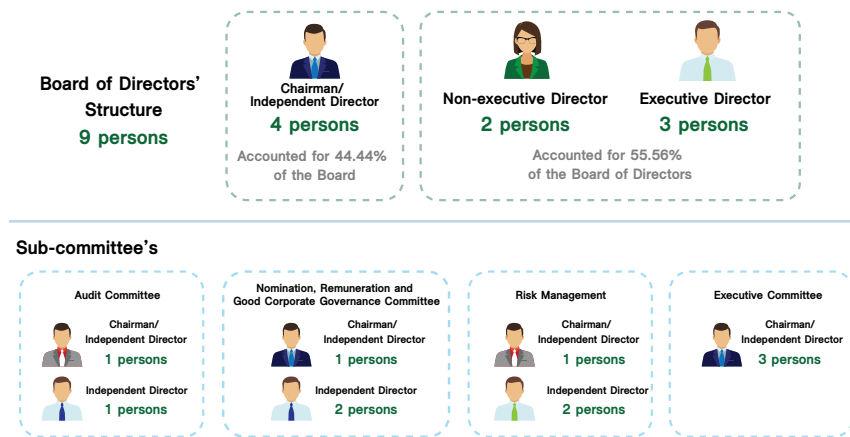 Board of Directors'
Structure
9 persons
Chairman/
Independent Director
4 persons
Accounted for 44.44%
of the Board
Non-executive Director
2 persons
Executive Director
3 persons
Accounted for 55.56%
of the Board of Directors
Sub-committee's
Audit Committee
Chairman/
Independent Director
1 persons
Independent Director
1 persons
Nomination, Remuneration and
Good Corporate Governance Committee
Chairman/
Independent Director
1 persons
Independent Director
2 persons
Risk Management
Chairman/
Independent Director
1 persons
Independent Director
2 persons
Executive Committee
Chairman/
Independent Director
3 persons